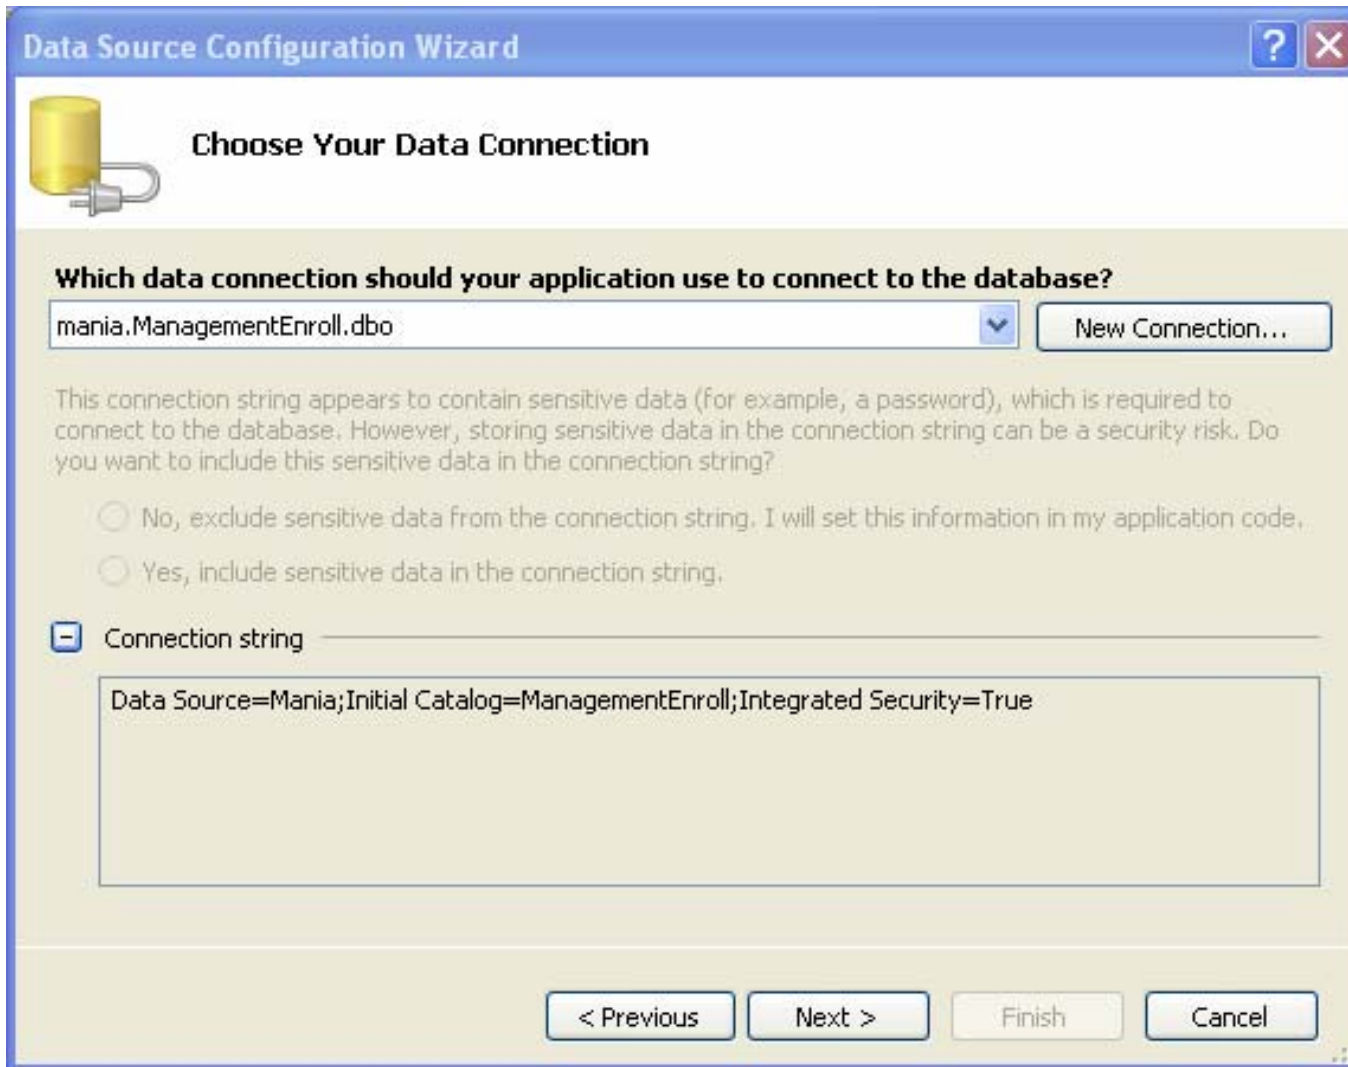 Data Source Configuration Wizard
?
Choose Your Data Connection
Which data connection should your application use to connect to the database?
mania.ManagementEnroll.dbo
New Connection...
This connection string appears to contain sensitive data (for example, a password), which is required to
connect to the database. However, storing sensitive data in the connection string can be a security risk. Do
you want to include this sensitive data in the connection string?
No, exclude sensitive data from the connection string. I will set this information in my application code.
Yes, include sensitive data in the connection string.
Connection string
Data Source=Mania;Initial Catalog=ManagementEnroll;Integrated Security=True
< Previous
Next >
Finish
Cancel